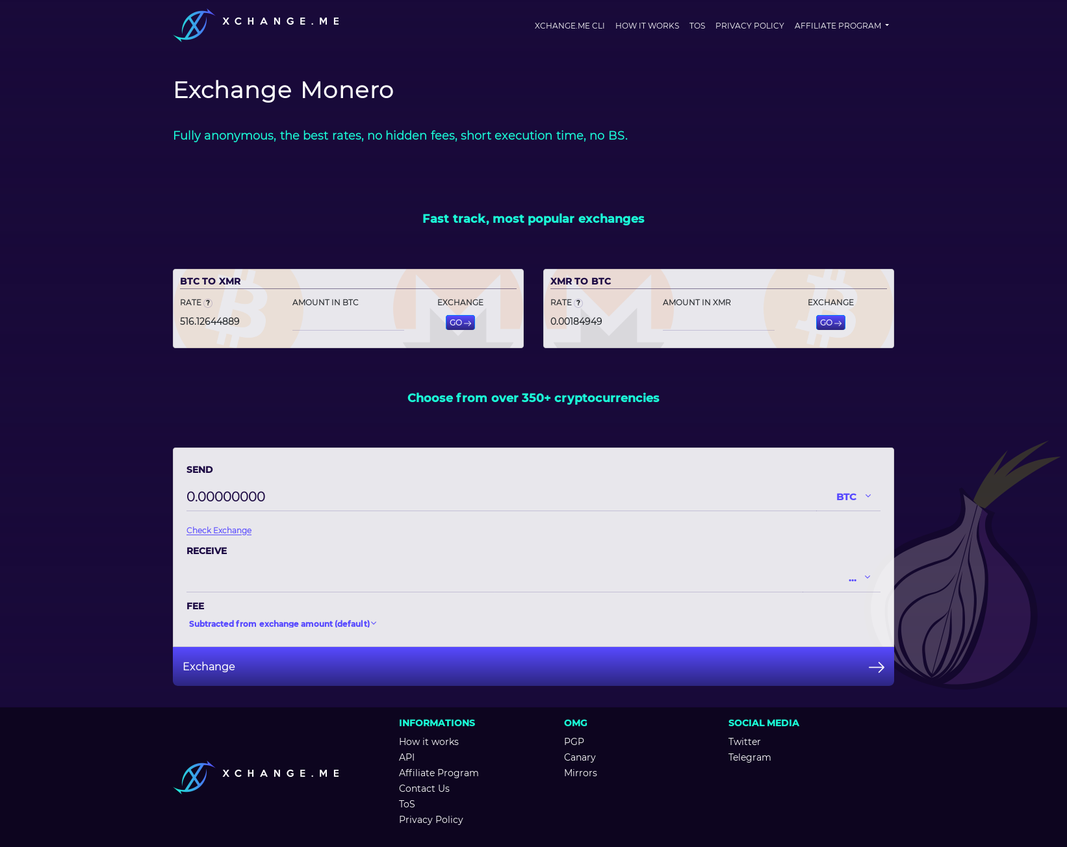 XCHANGE.ME
XCHANGE.ME CLI HOW IT WORKS TOS PRIVACY POLICY AFFILIATE PROGRAM
Exchange Monero
Fully anonymous, the best rates, no hidden fees, short execution time, no BS.
Fast track, most popular exchanges
BTC TO XMR
RATE ? AMOUNT IN BTC EXCHANGE
516.12644889 GO
XMR TO BTC
RATE ? AMOUNT IN XMR EXCHANGE
0.00184949 GO
Choose from over 350+ cryptocurrencies
SEND
0.00000000 BTC
Check Exchange
RECEIVE
...
FEE
Subtracted from exchange amount (default)
Exchange
XCHANGE.ME
INFORMATIONS
How it works
API
Affiliate Program
Contact Us
ToS
Privacy Policy
OMG
PGP
Canary
Mirrors
SOCIAL MEDIA
Twitter
Telegram